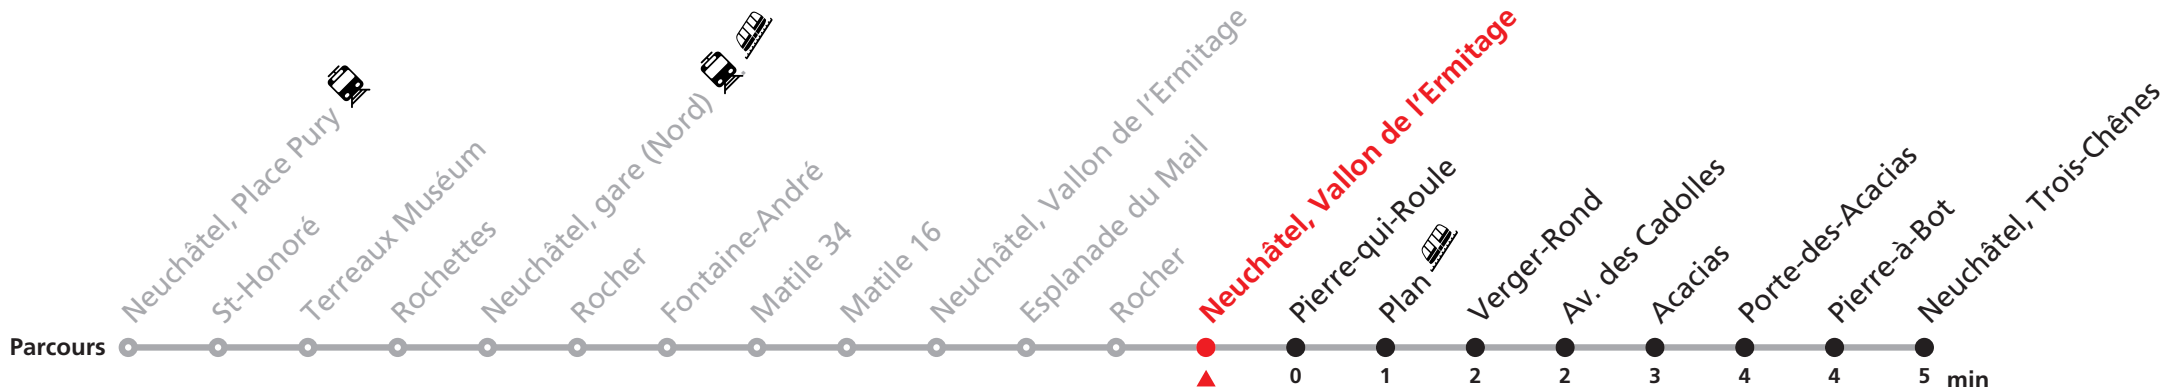 Neuchâtel, Place Pury
St-Honoré
Terreaux Muséum
Rochettes
Neuchâtel, gare (Nord)
Rocher
Fontaine-André
Matile 34
Matile 16
Neuchâtel, Vallon de l'Ermitage
Esplanade du Mail
Rocher
Neuchâtel, Vallon de l'Ermitage
Pierre-qui-Roule
Plan
Verger-Rond
Av. des Cadolles
Acacias
Porte-des-Acacias
Pierre-à-Bot
Neuchâtel, Trois-Chênes
Parcours
0 1 2 2 3 4 4 5 min